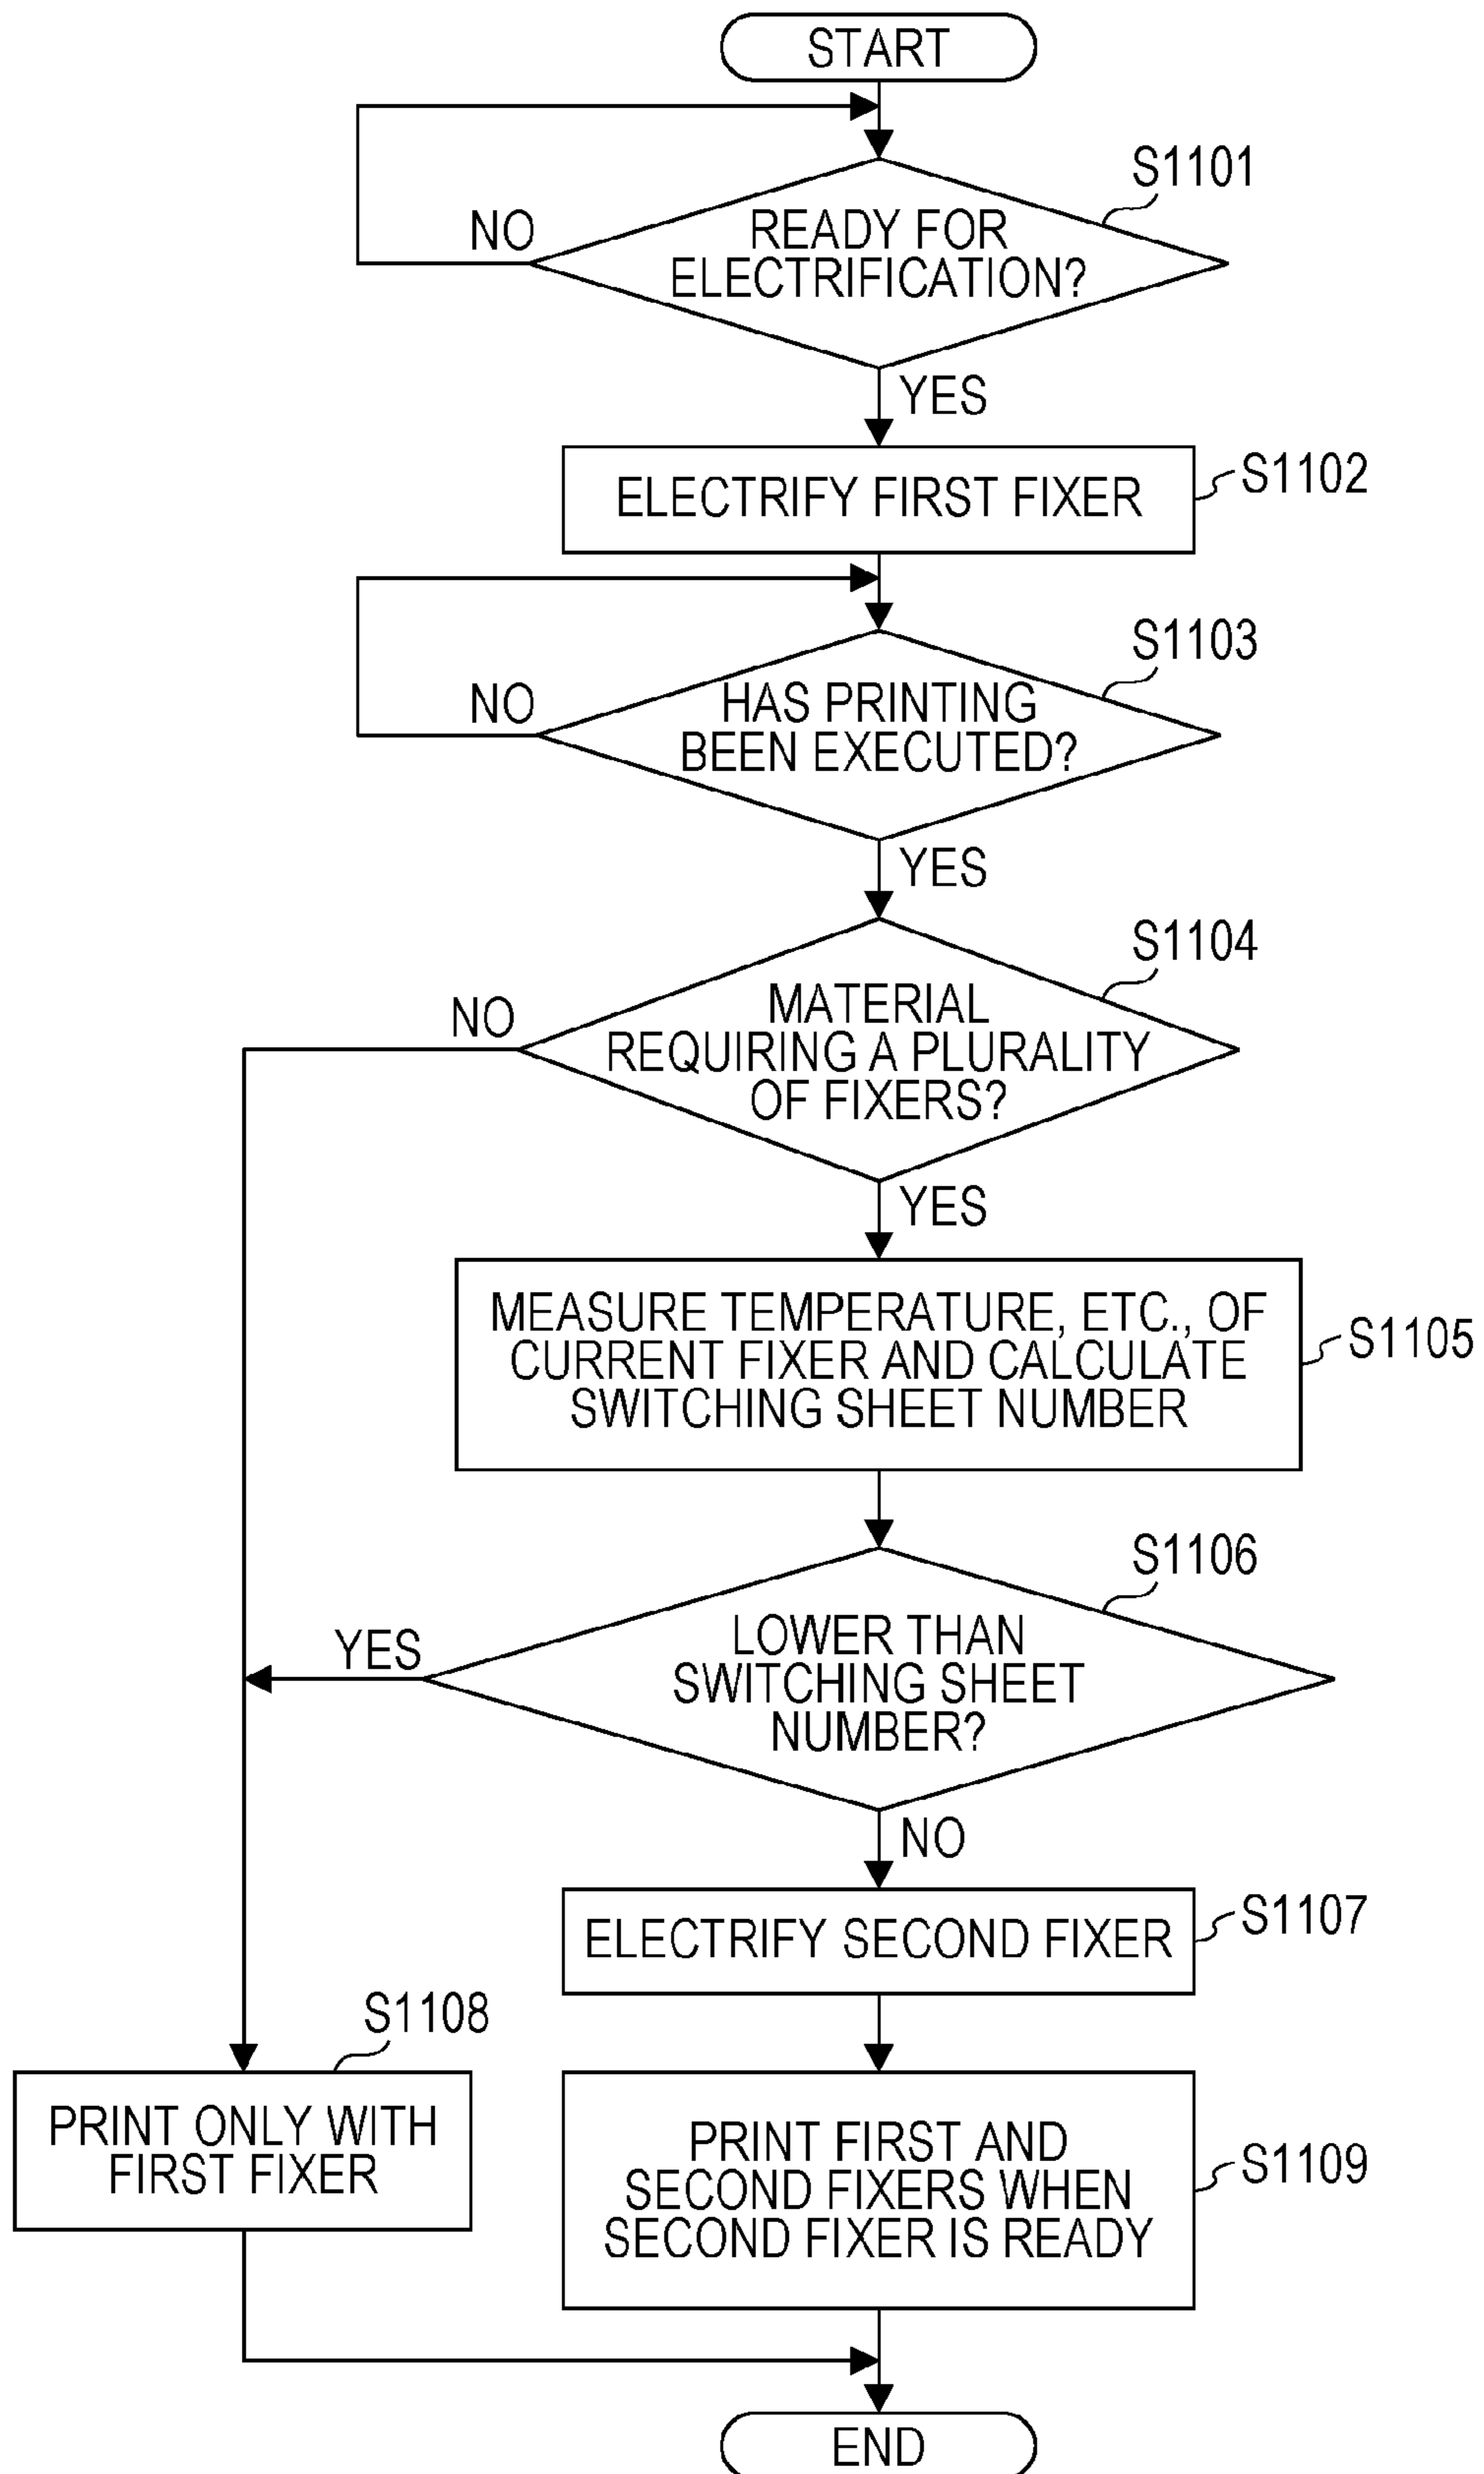 START
S1101
READY FOR
ELECTRIFICATION?
NO
YES
ELECTRIFY FIRST FIXER
S1102
S1103
HAS PRINTING
BEEN EXECUTED?
NO
YES
S1104
MATERIAL
REQUIRING A PLURALITY
OF FIXERS?
NO
YES
MEASURE TEMPERATURE, ETC., OF
CURRENT FIXER AND CALCULATE
SWITCHING SHEET NUMBER
S1105
S1106
LOWER THAN
SWITCHING SHEET
NUMBER?
YES
NO
ELECTRIFY SECOND FIXER
S1107
S1108
PRINT ONLY WITH
FIRST FIXER
PRINT FIRST AND
SECOND FIXERS WHEN
SECOND FIXER IS READY
S1109
END